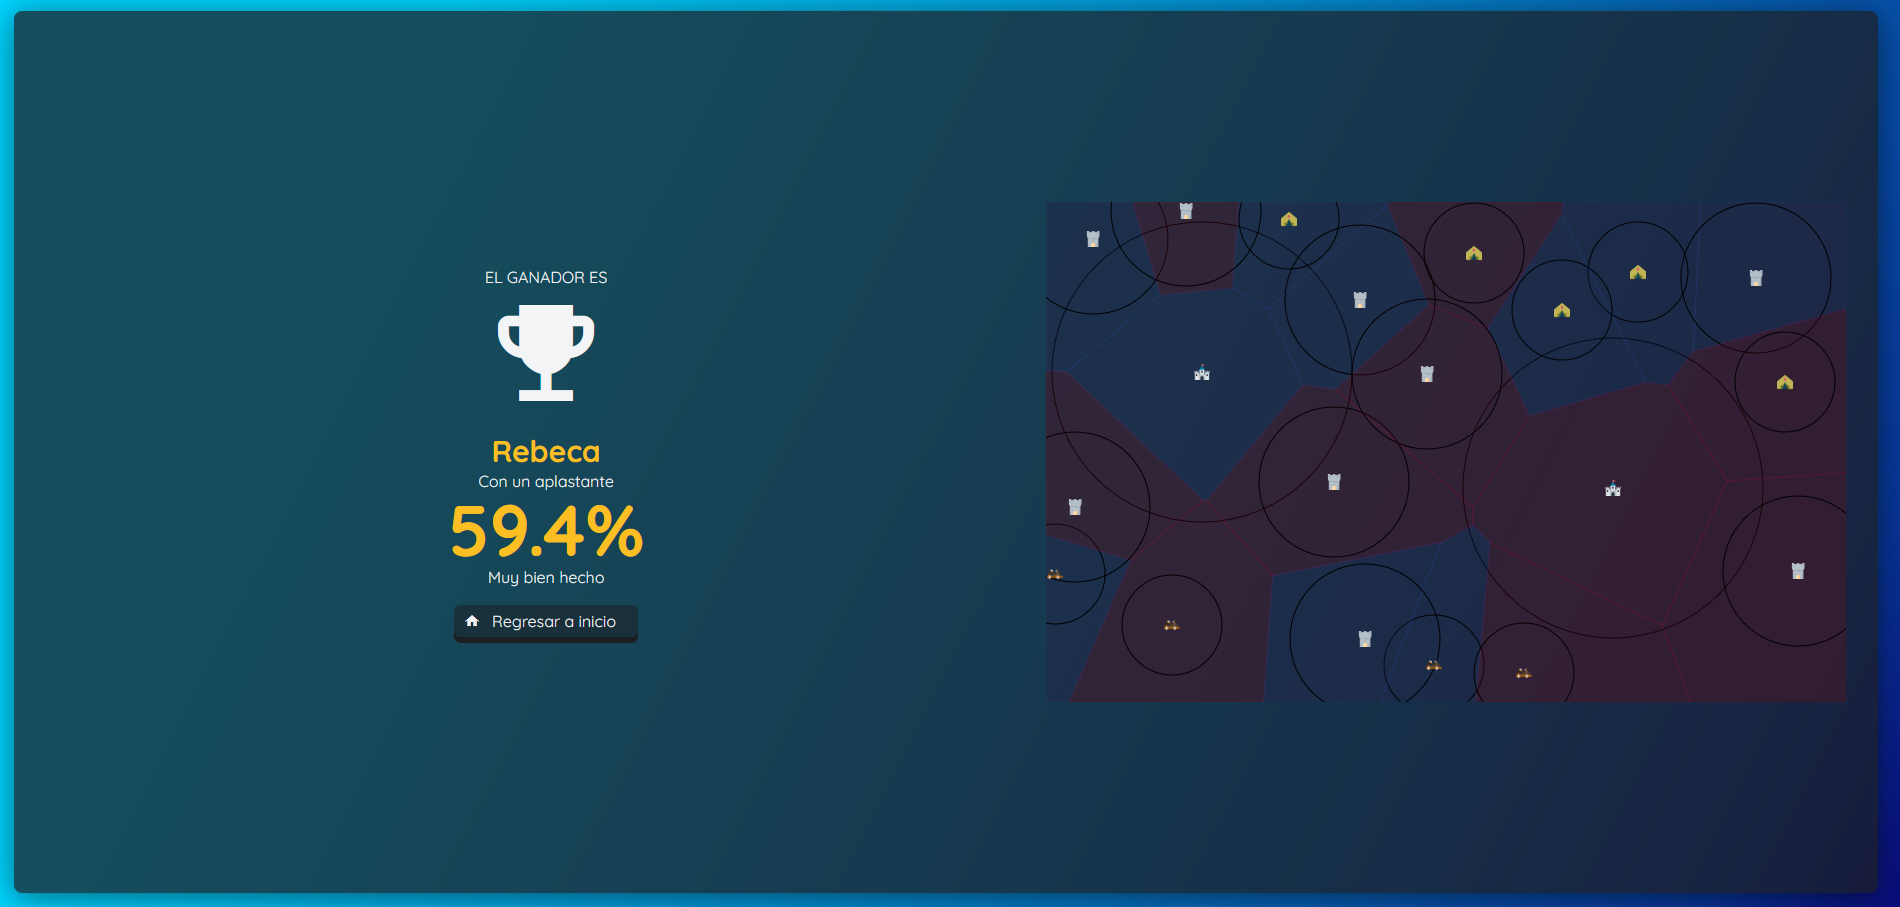 EL GANADOR ES
Rebeca
Con un aplastante
59.4%
Muy bien hecho
Regresar a inicio